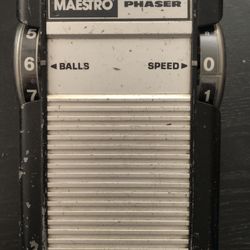 MAESTRO PHASER
5
6 ◄BALLS SPEED► 0
7 1